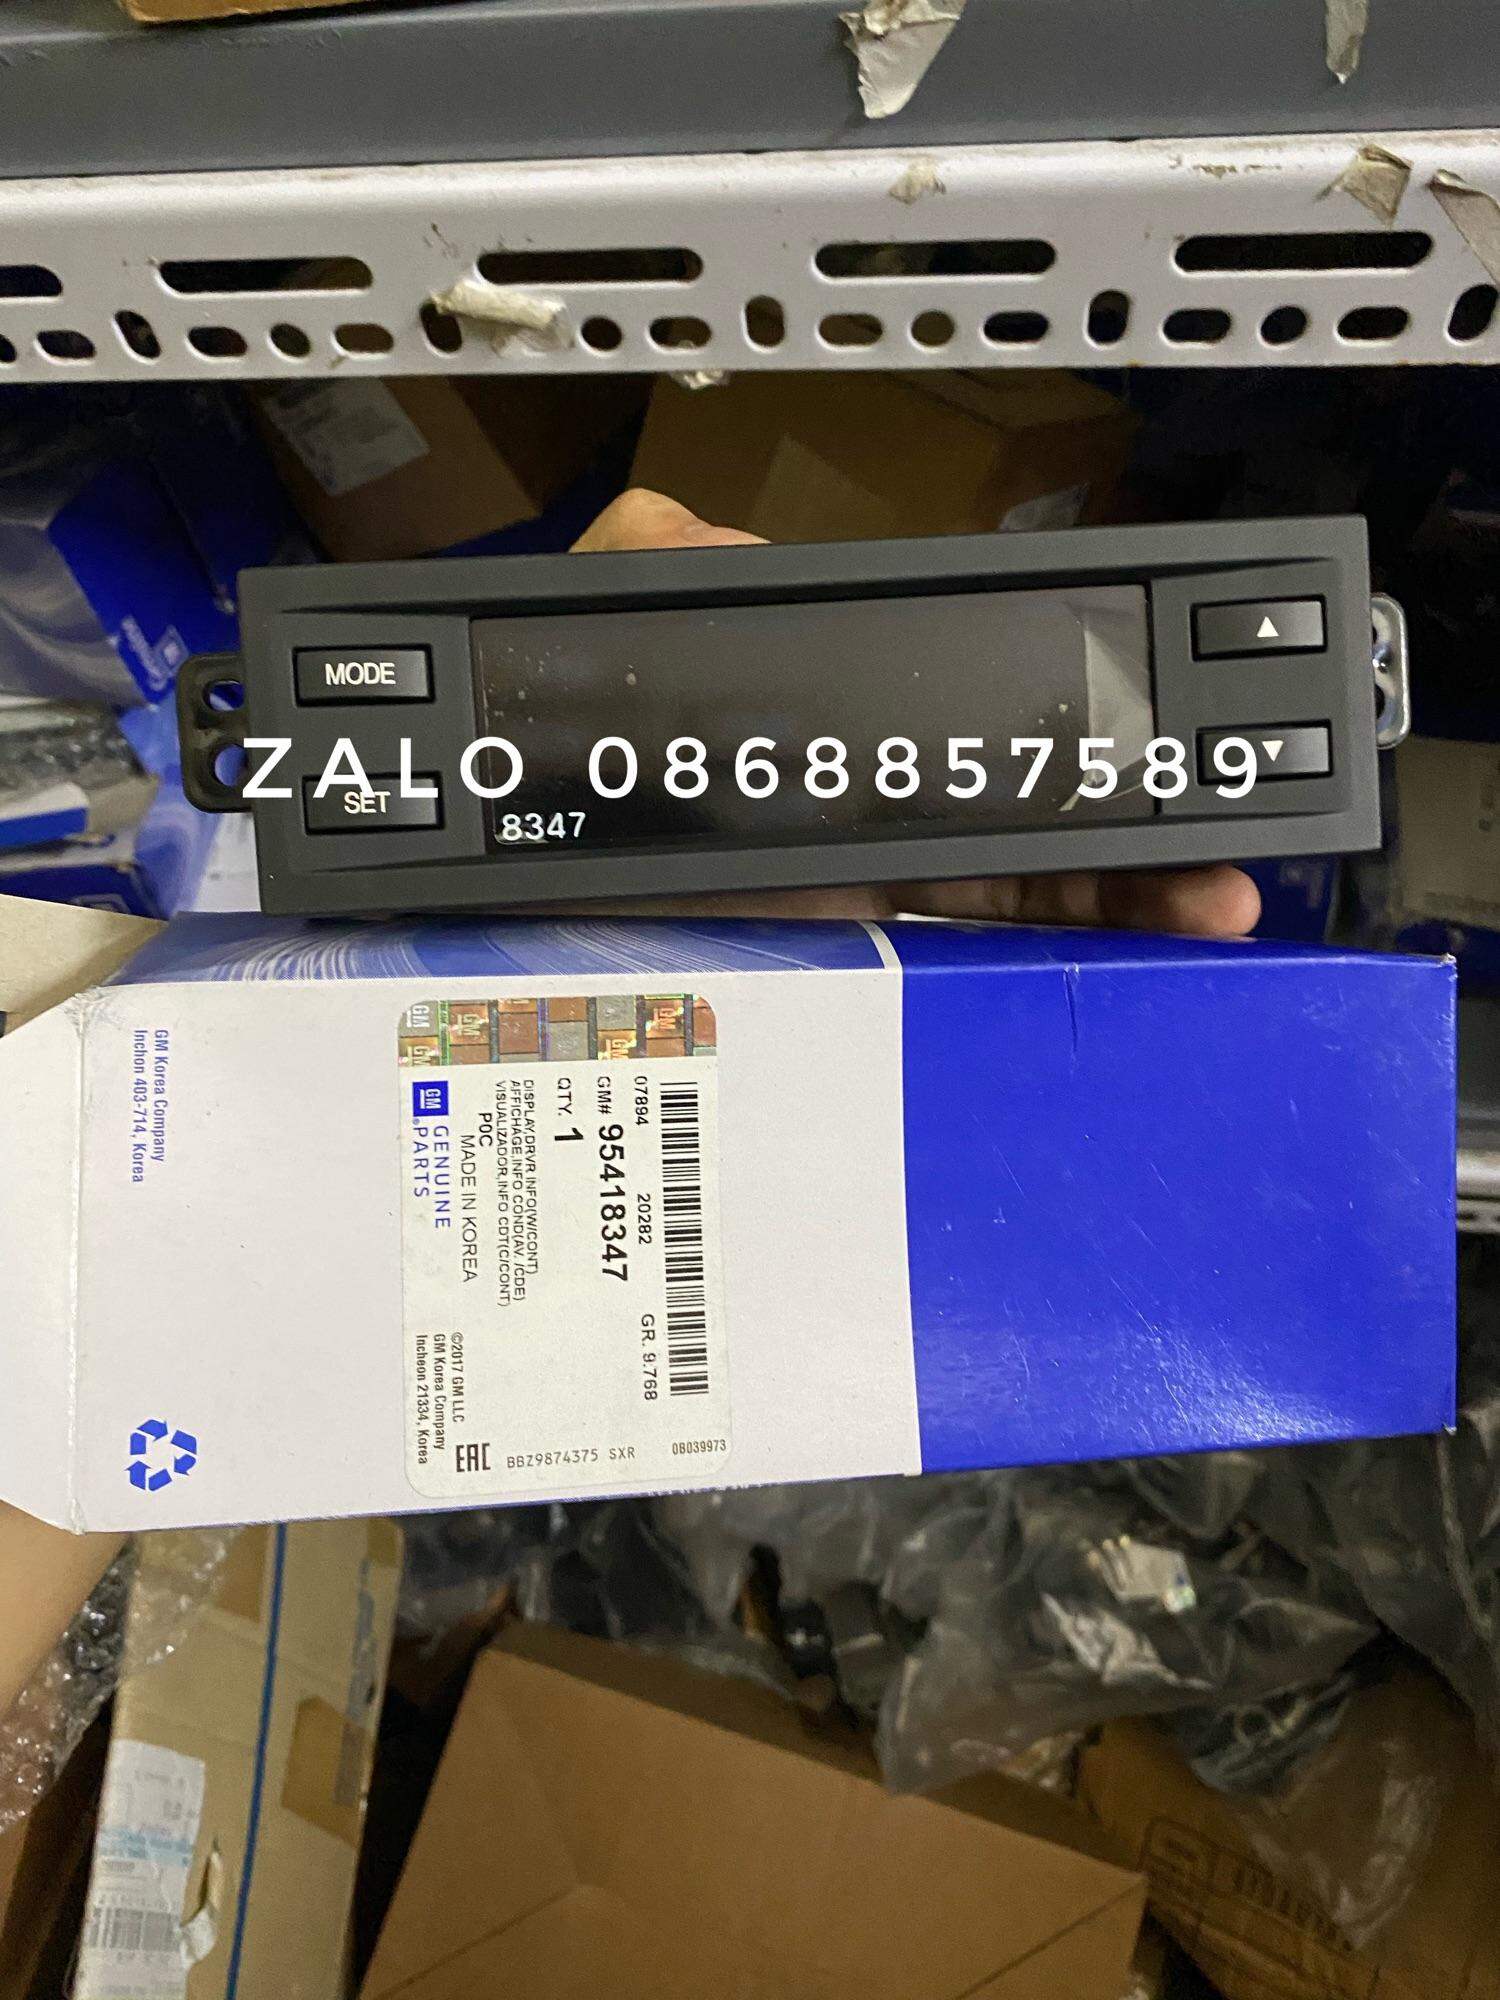 MODE
▲
ZALO 0868857589
▼
SET
8347
GM Korea Company
Inchon 403-714, Korea
07894 20282 GR. 9.768
GM# 95418347
QTY. 1
DISPLAY,DRVR INFO(W/CONT)
AFFICHAGE,INFO COND(AV. /CDE)
VISUALIZADOR,INFO CDT(C/CONT)
P0C
MADE IN KOREA
GM GENUINE
PARTS
©2017 GM LLC
GM Korea Company
Incheon 21334, Korea
EAC
BBZ9874375 SXR
0B039973